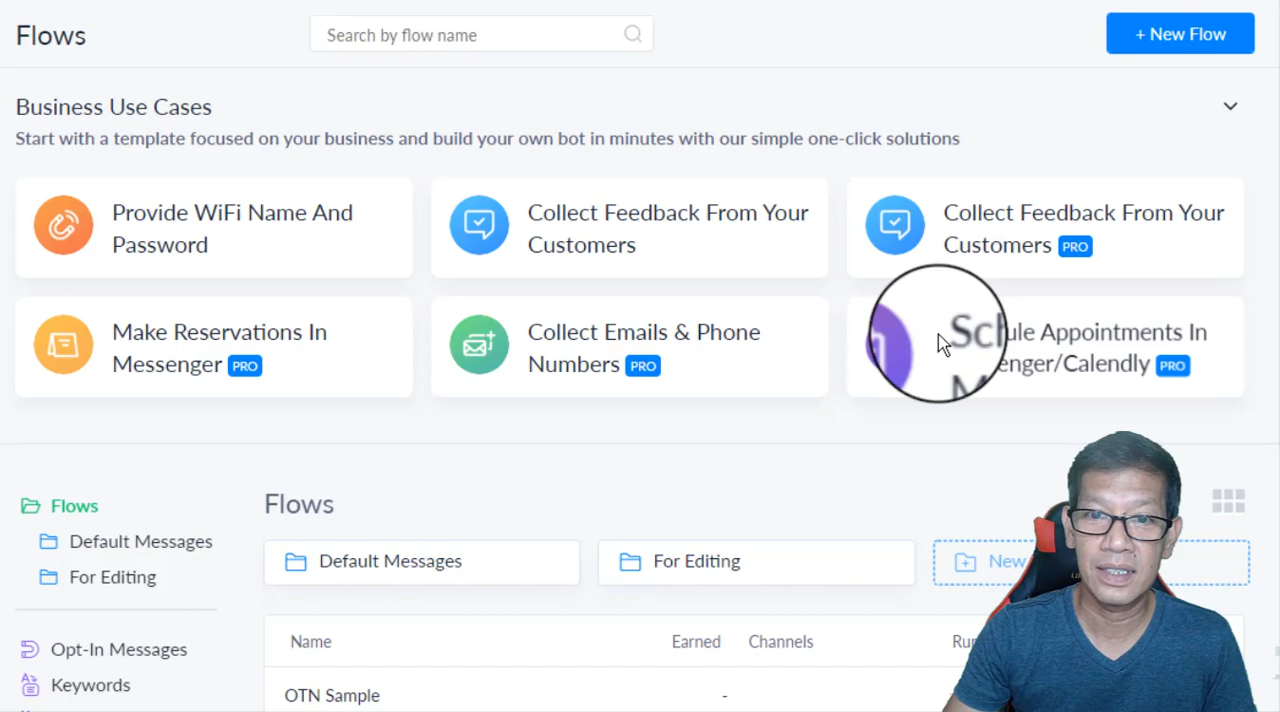 Flows
Search by flow name
+ New Flow
Business Use Cases
Start with a template focused on your business and build your own bot in minutes with our simple one-click solutions
Provide WiFi Name And
Password
Collect Feedback From Your
Customers
Collect Feedback From Your
Customers PRO
Make Reservations In
Messenger PRO
Collect Emails & Phone
Numbers PRO
Appointments In
Calendly PRO
Flows
Default Messages
For Editing
Opt-In Messages
Keywords
Flows
Default Messages
For Editing
New
Name
Earned
Channels
OTN Sample
-